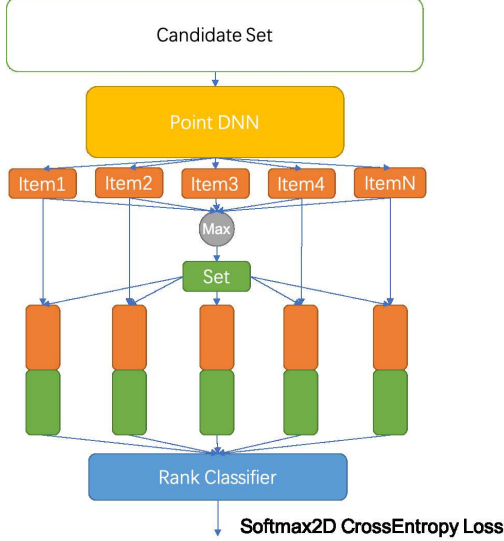 Candidate Set
Point DNN
Item1 Item2 Item3 Item4 ItemN
Max
Set
Rank Classifier
Softmax2D CrossEntropy Loss